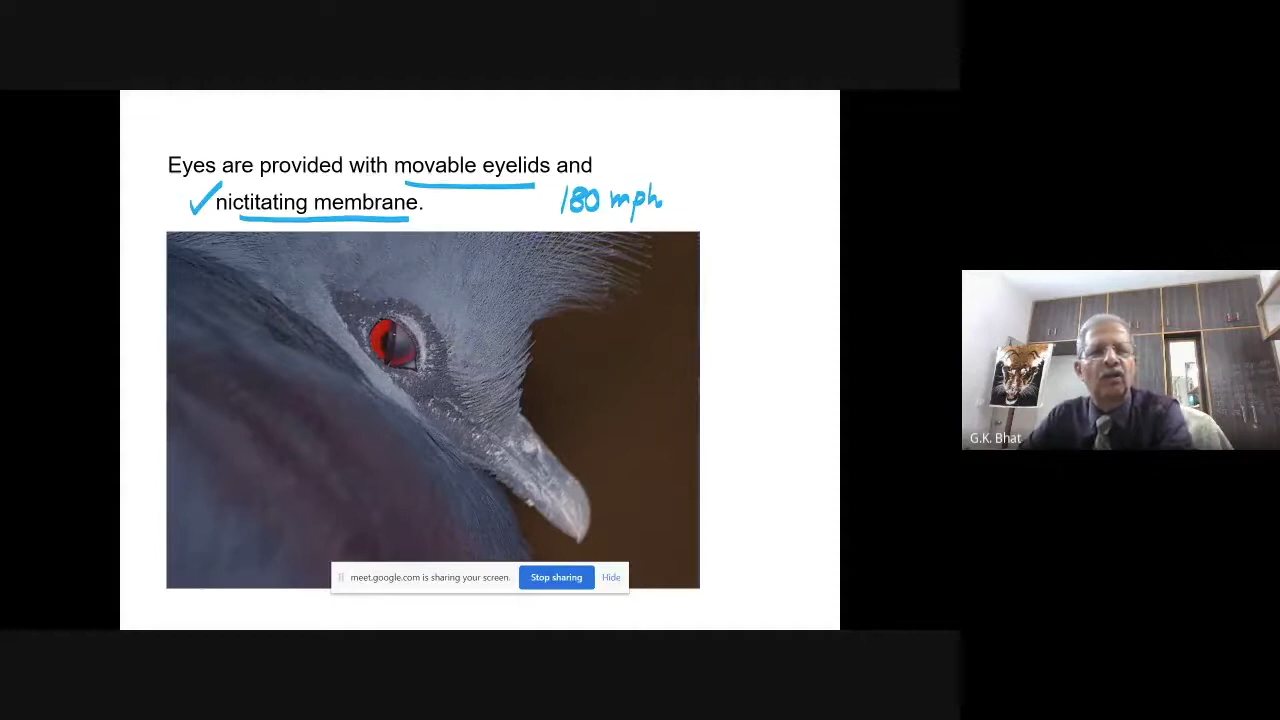 Eyes are provided with movable eyelids and
nictitating membrane.
180 mph.
meet.google.com is sharing your screen.
Stop sharing
Hide
G.K. Bhat